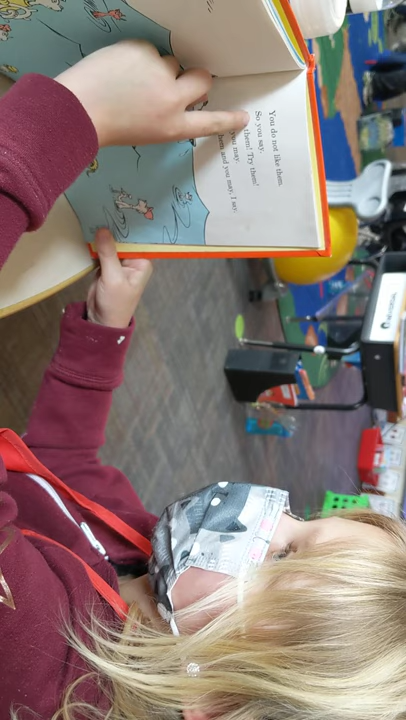 You do not like them.
So you say.
them! Try them!
you may.
them and you may, I say.